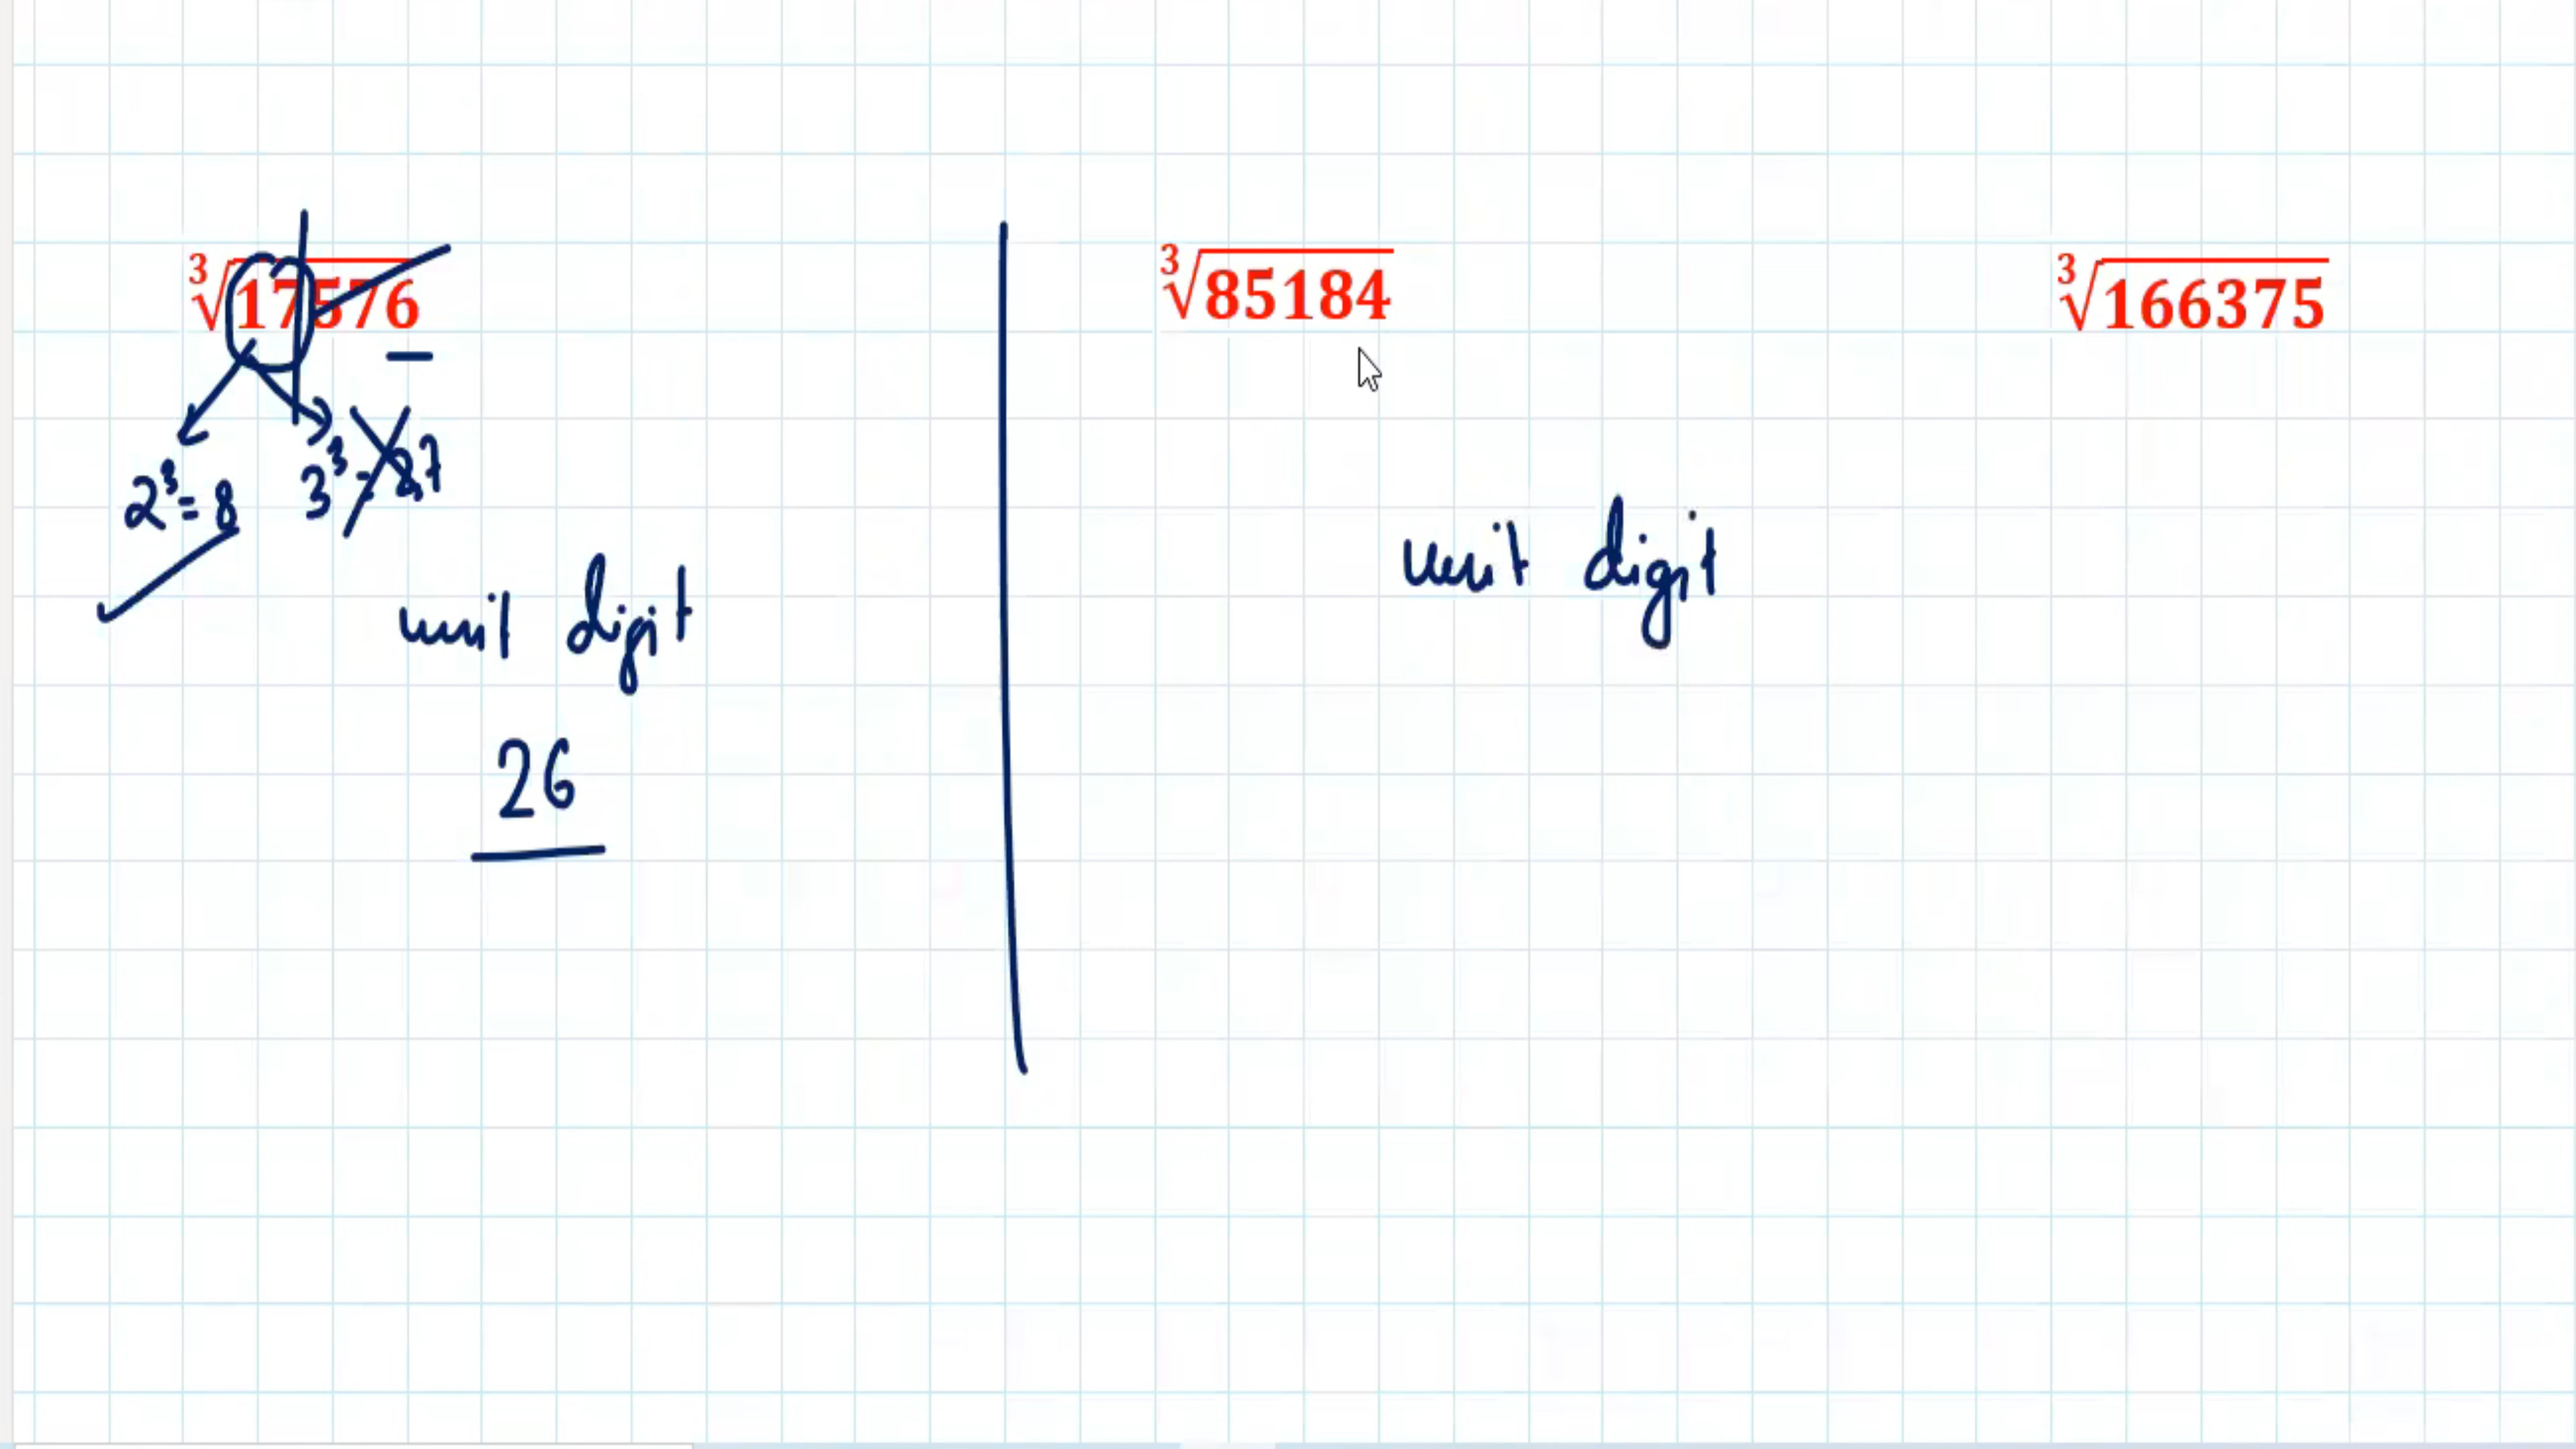 ∛17576
2³ = 8 3³ = 27
unit digit
26
∛85184
unit digit
∛166375